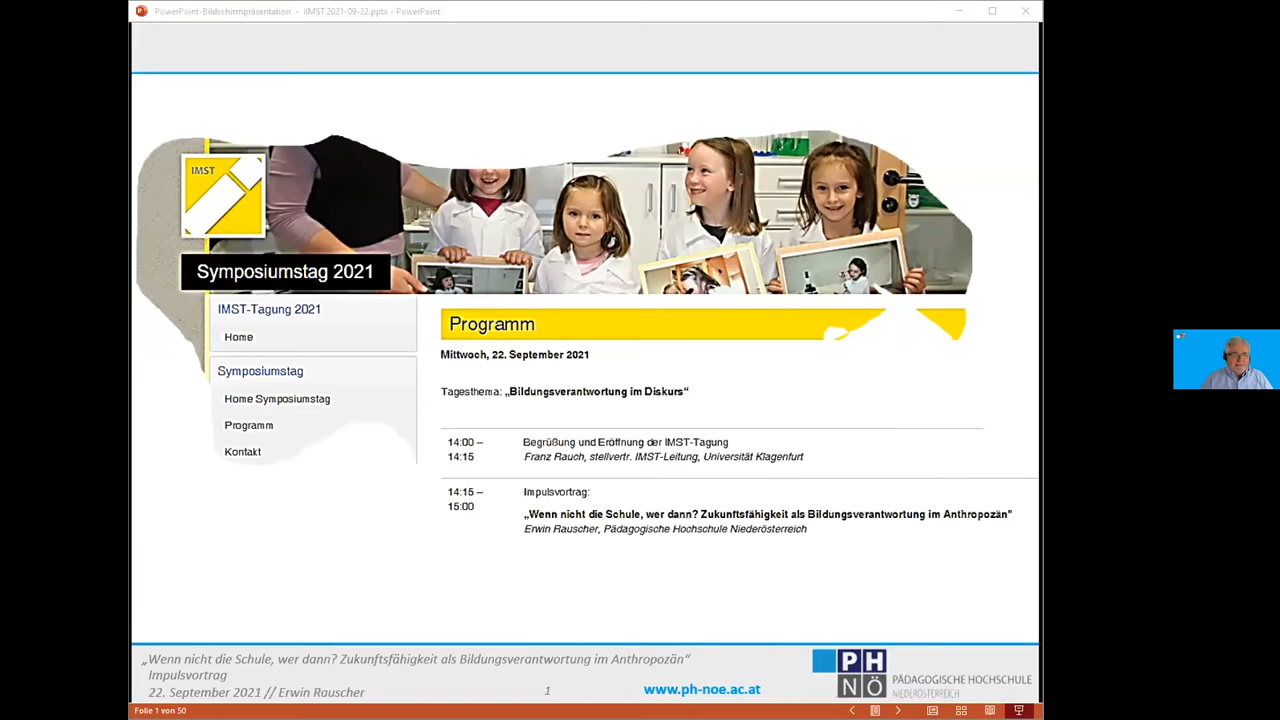 PowerPoint-Bildschirmpräsentation - iIMST 2021-09-22.pptx - PowerPoint
IMST
Symposiumstag 2021
IMST-Tagung 2021
Home
Symposiumstag
Home Symposiumstag
Programm
Kontakt
Programm
Mittwoch, 22. September 2021
Tagesthema: „Bildungsverantwortung im Diskurs“
14:00 – 14:15
Begrüßung und Eröffnung der IMST-Tagung
Franz Rauch, stellvertr. IMST-Leitung, Universität Klagenfurt
14:15 – 15:00
Impulsvortrag:
„Wenn nicht die Schule, wer dann? Zukunftsfähigkeit als Bildungsverantwortung im Anthropozän"
Erwin Rauscher, Pädagogische Hochschule Niederösterreich
„Wenn nicht die Schule, wer dann? Zukunftsfähigkeit als Bildungsverantwortung im Anthropozän“
Impulsvortrag
22. September 2021 // Erwin Rauscher
1
www.ph-noe.ac.at
PH
NÖ
PÄDAGOGISCHE HOCHSCHULE
NIEDERÖSTERREICH
Folie 1 von 50